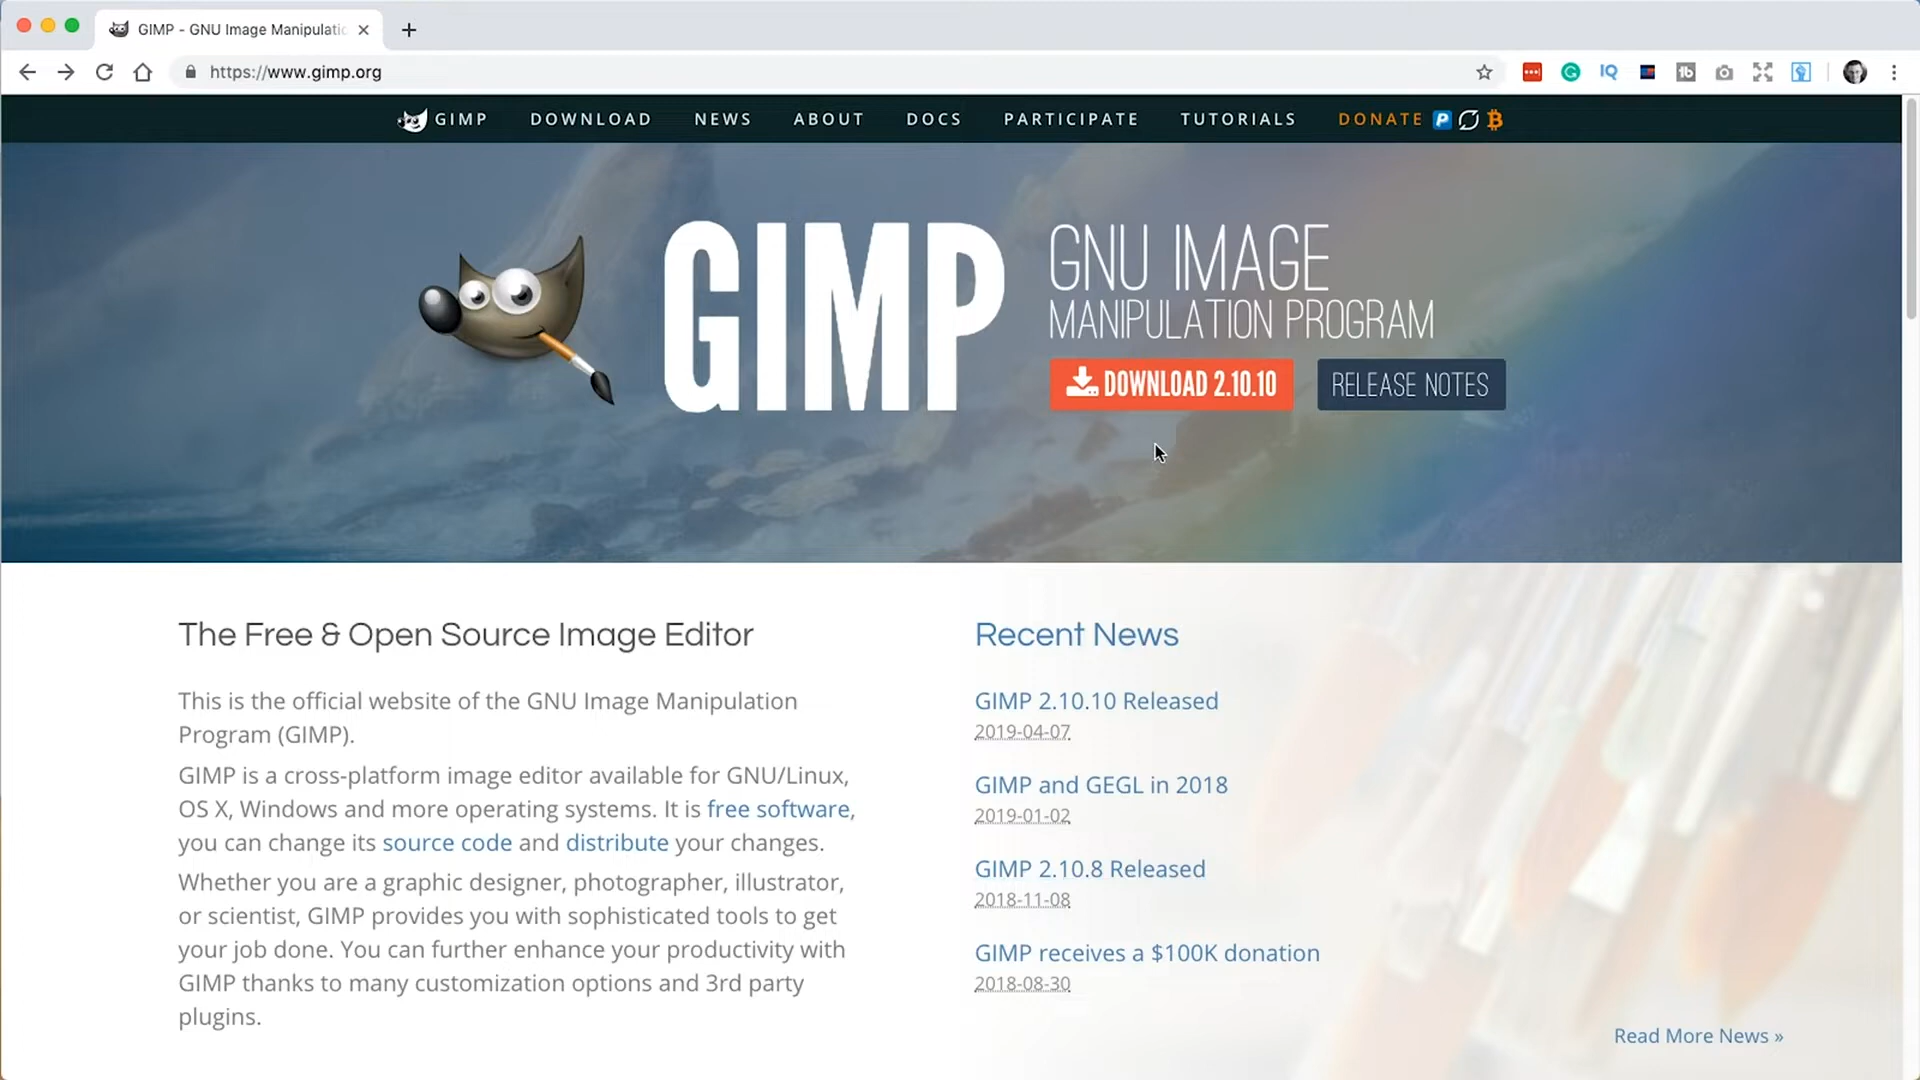 GIMP - GNU Image Manipulatic
https://www.gimp.org
GIMP DOWNLOAD NEWS ABOUT DOCS PARTICIPATE TUTORIALS DONATE
GIMP
GNU IMAGE
MANIPULATION PROGRAM
DOWNLOAD 2.10.10 RELEASE NOTES
The Free & Open Source Image Editor
This is the official website of the GNU Image Manipulation
Program (GIMP).
GIMP is a cross-platform image editor available for GNU/Linux,
OS X, Windows and more operating systems. It is free software,
you can change its source code and distribute your changes.
Whether you are a graphic designer, photographer, illustrator,
or scientist, GIMP provides you with sophisticated tools to get
your job done. You can further enhance your productivity with
GIMP thanks to many customization options and 3rd party
plugins.
Recent News
GIMP 2.10.10 Released
2019-04-07
GIMP and GEGL in 2018
2019-01-02
GIMP 2.10.8 Released
2018-11-08
GIMP receives a $100K donation
2018-08-30
Read More News »